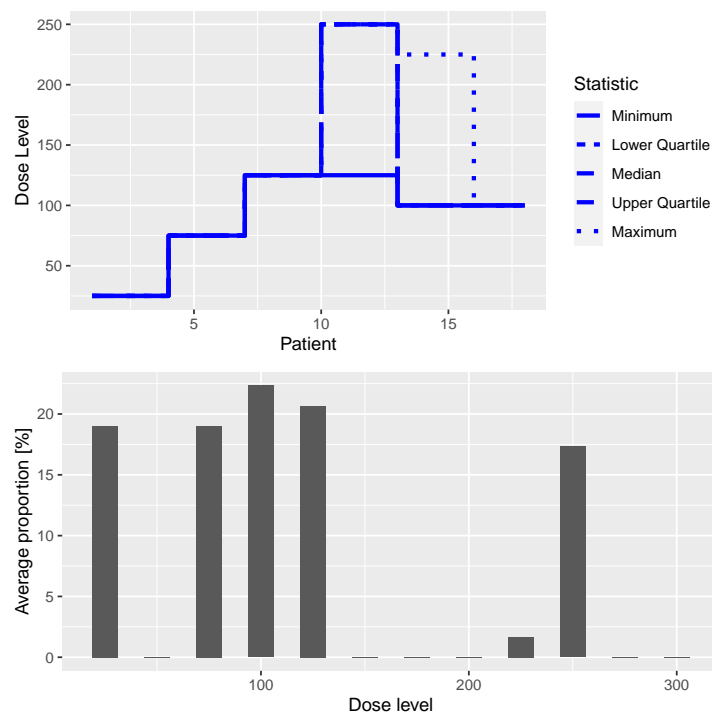 250
200
150
100
50
Dose Level
5
10
15
Patient
Statistic
Minimum
Lower Quartile
Median
Upper Quartile
Maximum
20
15
10
5
0
Average proportion [%]
100
200
300
Dose level